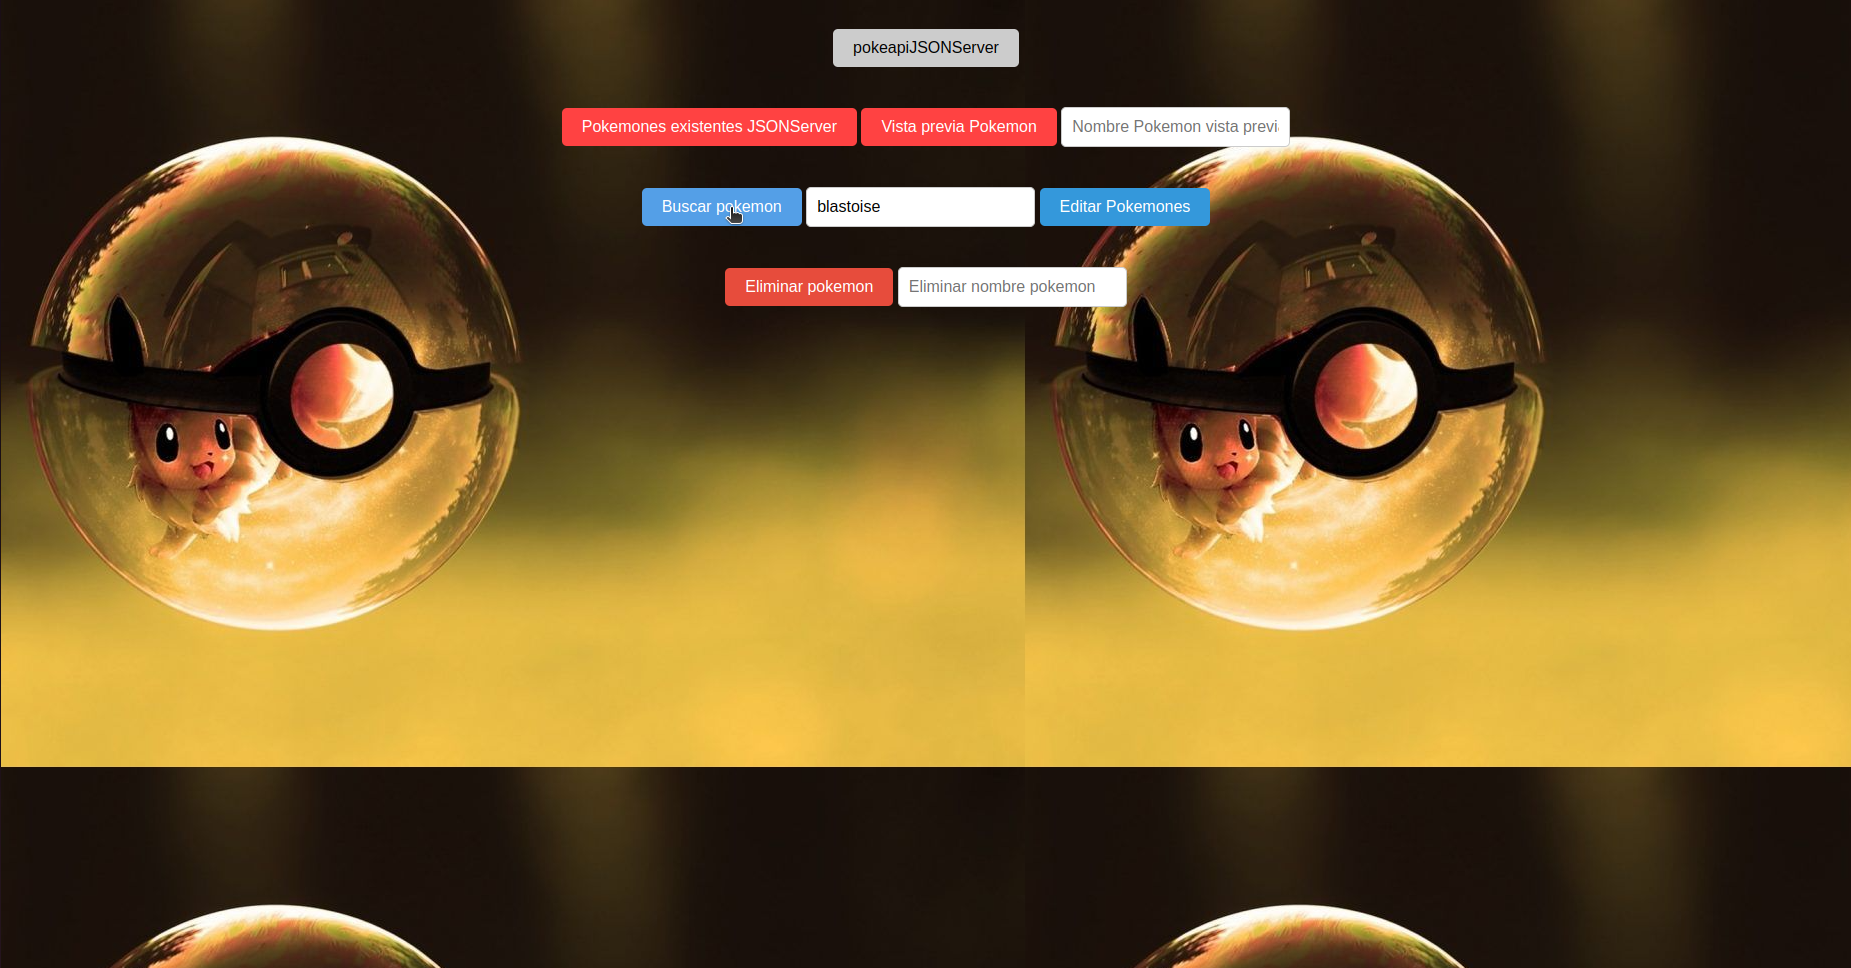 pokeapiJSONServer
Pokemones existentes JSONServer Vista previa Pokemon Nombre Pokemon vista previ
Buscar pokemon blastoise Editar Pokemones
Eliminar pokemon Eliminar nombre pokemon